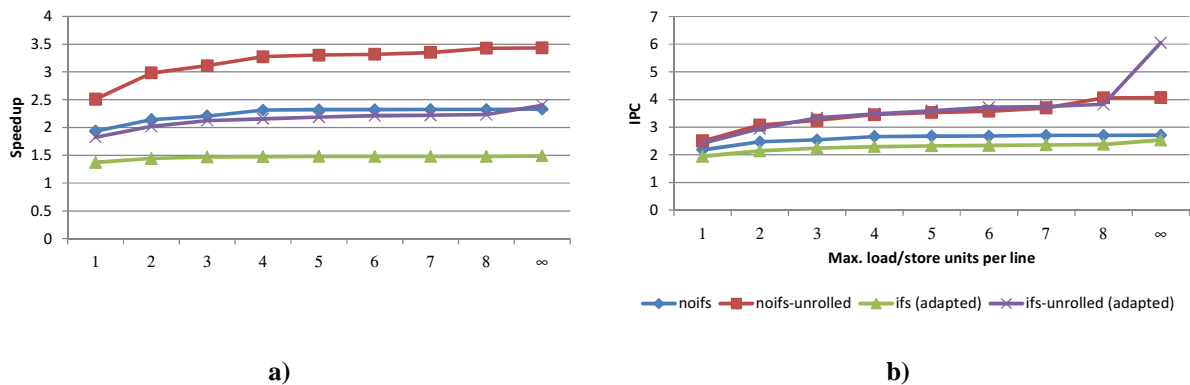 4
3.5
3
2.5
2
1.5
1
0.5
0
Speedup
1 2 3 4 5 6 7 8 ∞
a)
7
6
5
4
3
2
1
0
IPC
1 2 3 4 5 6 7 8 ∞
Max. load/store units per line
noifs noifs-unrolled ifs (adapted) ifs-unrolled (adapted)
b)